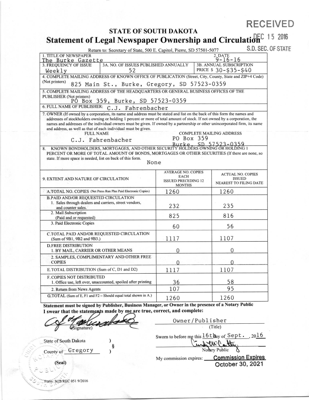 RECEIVED
DEC 15 2016
S.D. SEC. OF STATE
STATE OF SOUTH DAKOTA
Statement of Legal Newspaper Ownership and Circulation
Return to: Secretary of State, 500 E. Capitol, Pierre, SD 57501-5077
1. TITLE OF NEWSPAPER
The Burke Gazette
2. DATE
9-16-16
3. FREQUENCY OF ISSUE
Weekly
3A. NO. OF ISSUES PUBLISHED ANNUALLY
52
3B. ANNUAL SUBSCRIPTION
PRICE $ 30-$35-$40
4. COMPLETE MAILING ADDRESS OF KNOWN OFFICE OF PUBLICATION (Street, City, County, State and ZIP+4 Code)
(Not printers)
825 Main St., Burke, Gregory, SD 57523-0359
5. COMPLETE MAILING ADDRESS OF THE HEADQUARTERS OR GENERAL BUSINESS OFFICES OF THE
PUBLISHER (Not printers)
PO Box 359, Burke, SD 57523-0359
6. FULL NAME OF PUBLISHER: C.J. Fahrenbacher
7. OWNER (If owned by a corporation, its name and address must be stated and list on the back of this form the names and
addresses of stockholders owning or holding 1 percent or more of total amount of stock. If not owned by a corporation, the
names and addresses of the individual owners must be given. If owned by a partnership or other unincorporated firm, its name
and address, as well as that of each individual must be given.
FULL NAME
COMPLETE MAILING ADDRESS
C.J. Fahrenbacher
PO Box 359
Burke, SD 57523-0359
8. KNOWN BONDHOLDERS, MORTGAGEES, AND OTHER SECURITY HOLDERS OWNING OR HOLDING 1
PERCENT OR MORE OF TOTAL AMOUNT OF BONDS, MORTGAGES OR OTHER SECURITIES (If there are none, so
state. If more space is needed, list on back of this form.
None
9. EXTENT AND NATURE OF CIRCULATION
AVERAGE NO. COPIES
EACH
ISSUED PRECEDING 12
MONTHS
ACTUAL NO. COPIES
ISSUED
NEAREST TO FILING DATE
A. TOTAL NO. COPIES
1260
1260
B. PAID AND/OR REQUESTED CIRCULATION
1. Sales through dealers and carriers, street vendors,
and counter sales.
232
235
2. Mail Subscription
(Paid and or requested)
825
816
3. Paid Electronic Copies
60
56
C. TOTAL PAID AND/OR REQUESTED CIRCULATION
(Sum of 9B1, 9B2 and 9B3.)
1117
1107
D. FREE DISTRIBUTION
1. BY MAIL, CARRIER OR OTHER MEANS
0
0
2. SAMPLES, COMPLIMENTARY AND OTHER FREE
COPIES
0
0
E. TOTAL DISTRIBUTION (Sum of C, D1 and D2)
1117
1107
F. COPIES NOT DISTRIBUTED
1. Office use, left over, unaccounted, spoiled after printing
36
58
2. Return from News Agents
107
95
G. TOTAL (Sum of E, F1 and F2 – Should equal total shown in A.)
1260
1260
Statement must be signed by Publisher, Business Manager, or Owner in the presence of a Notary Public
I swear that the statements made by me are true, correct, and complete:
(Signature)
Owner/Publisher
(Title)
State of South Dakota )
§
County of Gregory )
Sworn to before me this 16th day of Sept. 2016
Notary Public
(Seal)
My commission expires: Commission Expires
October 30, 2021